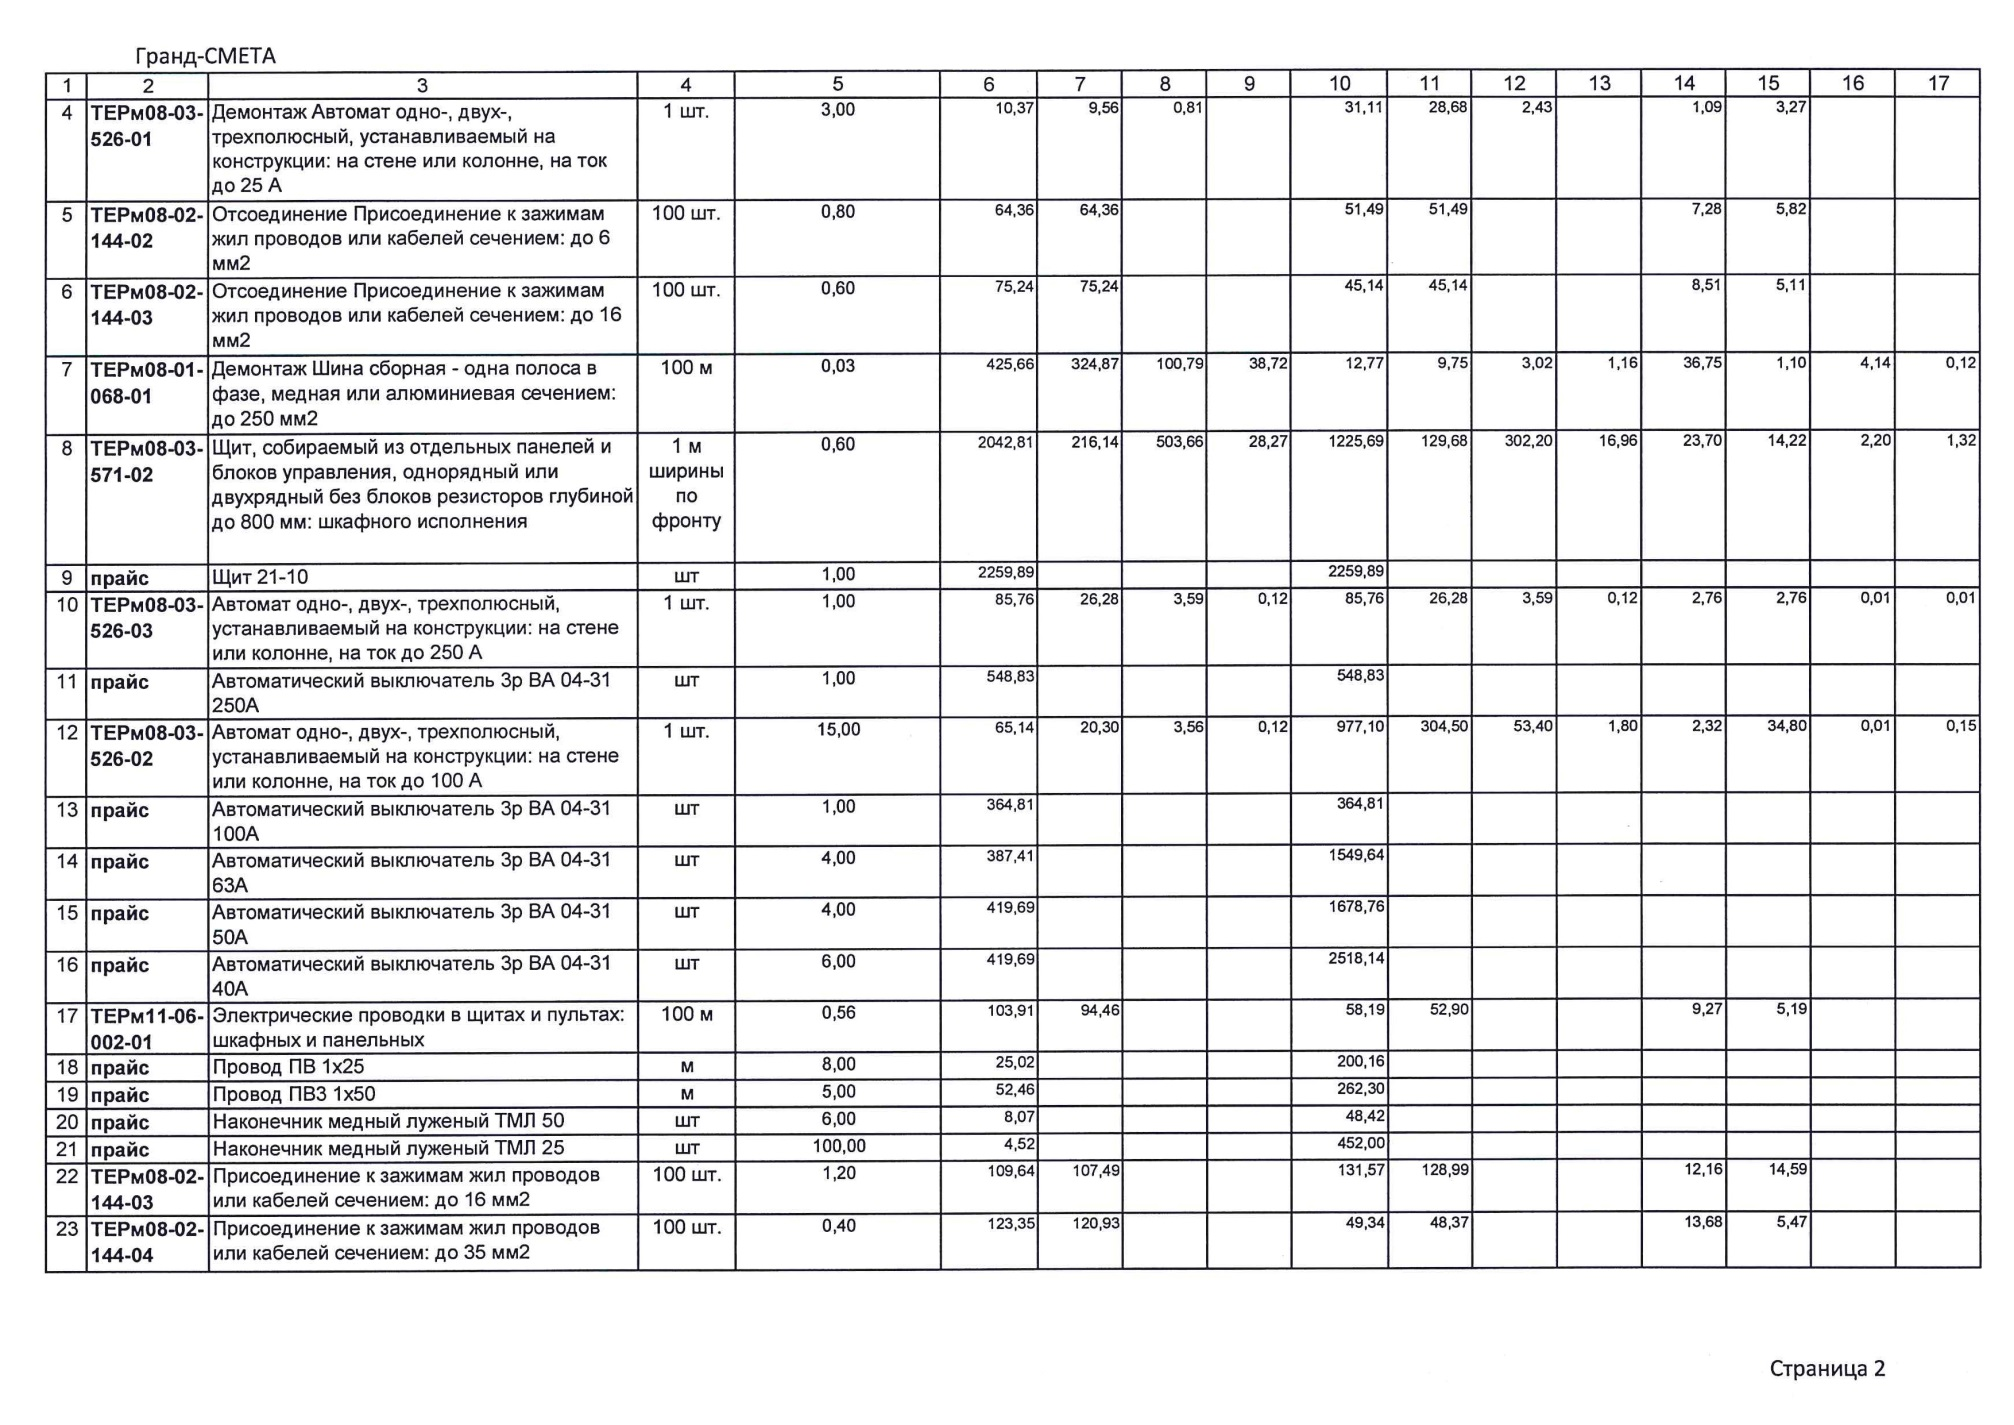 Гранд-СМЕТА
1 2 3 4 5 6 7 8 9 10 11 12 13 14 15 16 17
4 ТЕРм08-03- Демонтаж Автомат одно-, двух-, 1 шт. 3,00 10,37 9,56 0,81 31,11 28,68 2,43 1,09 3,27
526-01 трехполюсный, устанавливаемый на
конструкции: на стене или колонне, на ток
до 25 А
5 ТЕРм08-02- Отсоединение Присоединение к зажимам 100 шт. 0,80 64,36 64,36 51,49 51,49 7,28 5,82
144-02 жил проводов или кабелей сечением: до 6
мм2
6 ТЕРм08-02- Отсоединение Присоединение к зажимам 100 шт. 0,60 75,24 75,24 45,14 45,14 8,51 5,11
144-03 жил проводов или кабелей сечением: до 16
мм2
7 ТЕРм08-01- Демонтаж Шина сборная - одна полоса в 100 м 0,03 425,66 324,87 100,79 38,72 12,77 9,75 3,02 1,16 36,75 1,10 4,14 0,12
068-01 фазе, медная или алюминиевая сечением:
до 250 мм2
8 ТЕРм08-03- Щит, собираемый из отдельных панелей и 1 м 0,60 2042,81 216,14 503,66 28,27 1225,69 129,68 302,20 16,96 23,70 14,22 2,20 1,32
571-02 блоков управления, однорядный или ширины
двухрядный без блоков резисторов глубиной по
до 800 мм: шкафного исполнения фронту
9 прайс Щит 21-10 шт 1,00 2259,89 2259,89
10 ТЕРм08-03- Автомат одно-, двух-, трехполюсный, 1 шт. 1,00 85,76 26,28 3,59 0,12 85,76 26,28 3,59 0,12 2,76 2,76 0,01 0,01
526-03 устанавливаемый на конструкции: на стене
или колонне, на ток до 250 А
11 прайс Автоматический выключатель 3р ВА 04-31 шт 1,00 548,83 548,83
250А
12 ТЕРм08-03- Автомат одно-, двух-, трехполюсный, 1 шт. 15,00 65,14 20,30 3,56 0,12 977,10 304,50 53,40 1,80 2,32 34,80 0,01 0,15
526-02 устанавливаемый на конструкции: на стене
или колонне, на ток до 100 А
13 прайс Автоматический выключатель 3р ВА 04-31 шт 1,00 364,81 364,81
100А
14 прайс Автоматический выключатель 3р ВА 04-31 шт 4,00 387,41 1549,64
63А
15 прайс Автоматический выключатель 3р ВА 04-31 шт 4,00 419,69 1678,76
50А
16 прайс Автоматический выключатель 3р ВА 04-31 шт 6,00 419,69 2518,14
40А
17 ТЕРм11-06- Электрические проводки в щитах и пультах: 100 м 0,56 103,91 94,46 58,19 52,90 9,27 5,19
002-01 шкафных и панельных
18 прайс Провод ПВ 1х25 м 8,00 25,02 200,16
19 прайс Провод ПВ3 1х50 м 5,00 52,46 262,30
20 прайс Наконечник медный луженый ТМЛ 50 шт 6,00 8,07 48,42
21 прайс Наконечник медный луженый ТМЛ 25 шт 100,00 4,52 452,00
22 ТЕРм08-02- Присоединение к зажимам жил проводов 100 шт. 1,20 109,64 107,49 131,57 128,99 12,16 14,59
144-03 или кабелей сечением: до 16 мм2
23 ТЕРм08-02- Присоединение к зажимам жил проводов 100 шт. 0,40 123,35 120,93 49,34 48,37 13,68 5,47
144-04 или кабелей сечением: до 35 мм2
Страница 2